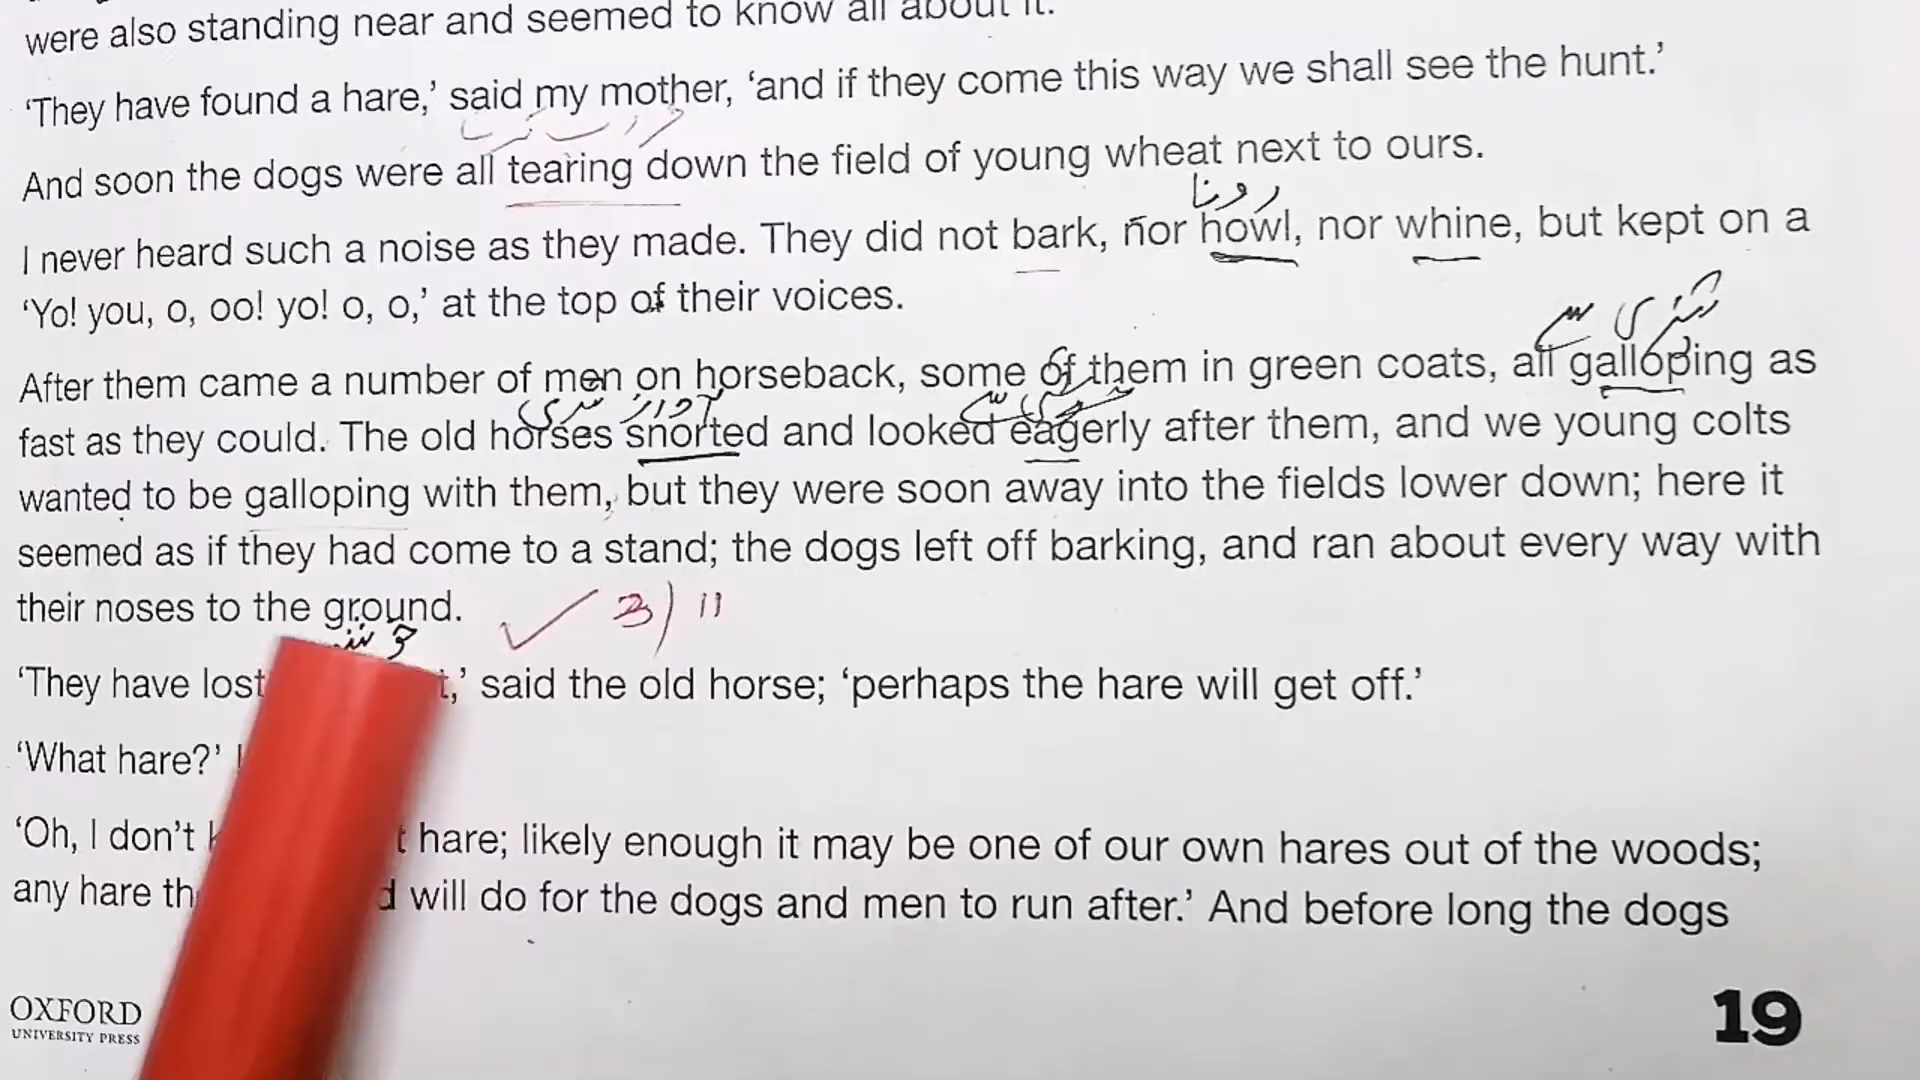 were also standing near and seemed to know all about it.
‘They have found a hare,’ said my mother, ‘and if they come this way we shall see the hunt.’
And soon the dogs were all tearing down the field of young wheat next to ours.
رونا
I never heard such a noise as they made. They did not bark, nor howl, nor whine, but kept on a
‘Yo! you, o, oo! yo! o, o,’ at the top of their voices.
تیزی سے
After them came a number of men on horseback, some of them in green coats, all galloping as
fast as they could. The old horses snorted and looked eagerly after them, and we young colts
wanted to be galloping with them, but they were soon away into the fields lower down; here it
seemed as if they had come to a stand; the dogs left off barking, and ran about every way with
their noses to the ground.
3/11
‘They have lost ,’ said the old horse; ‘perhaps the hare will get off.’
‘What hare?’
‘Oh, I don’t hare; likely enough it may be one of our own hares out of the woods;
any hare will do for the dogs and men to run after.’ And before long the dogs
OXFORD
UNIVERSITY PRESS
19